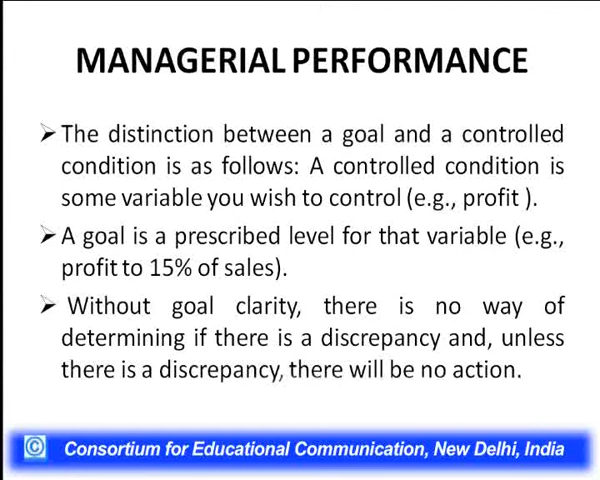 MANAGERIAL PERFORMANCE
➢ The distinction between a goal and a controlled
condition is as follows: A controlled condition is
some variable you wish to control (e.g., profit ).
➢ A goal is a prescribed level for that variable (e.g.,
profit to 15% of sales).
➢ Without goal clarity, there is no way of
determining if there is a discrepancy and, unless
there is a discrepancy, there will be no action.
© Consortium for Educational Communication, New Delhi, India